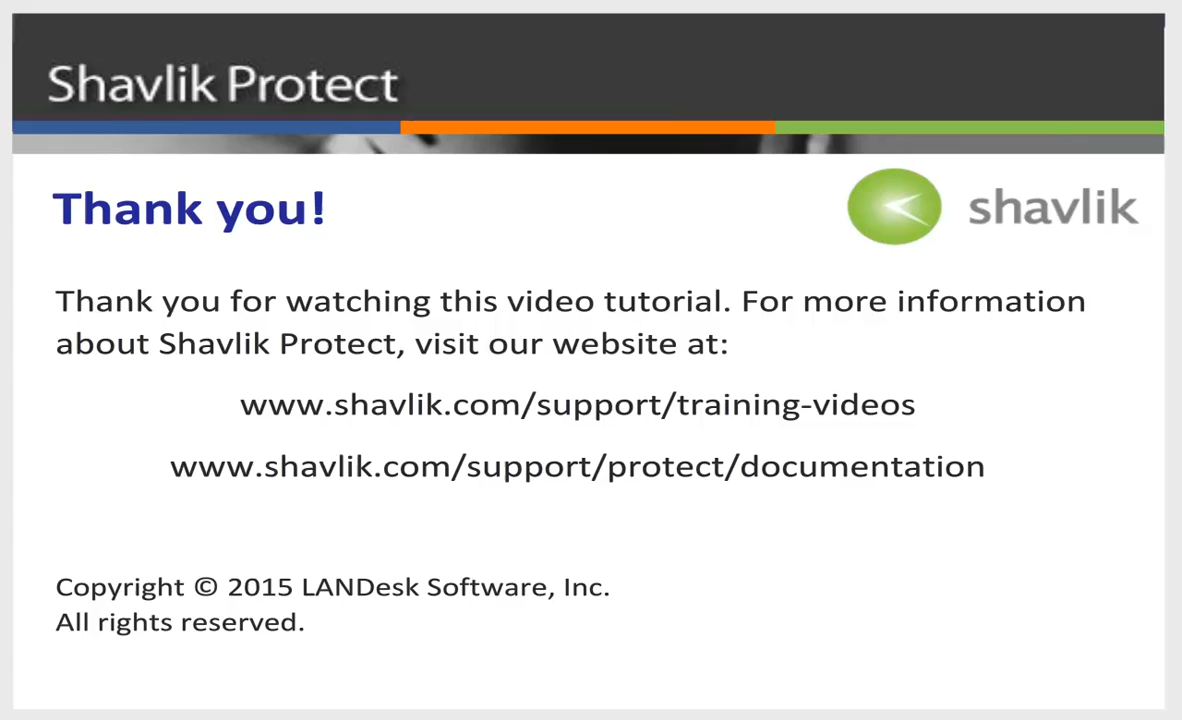 Shavlik Protect
Thank you!
shavlik
Thank you for watching this video tutorial. For more information
about Shavlik Protect, visit our website at:
www.shavlik.com/support/training-videos
www.shavlik.com/support/protect/documentation
Copyright © 2015 LANDesk Software, Inc.
All rights reserved.